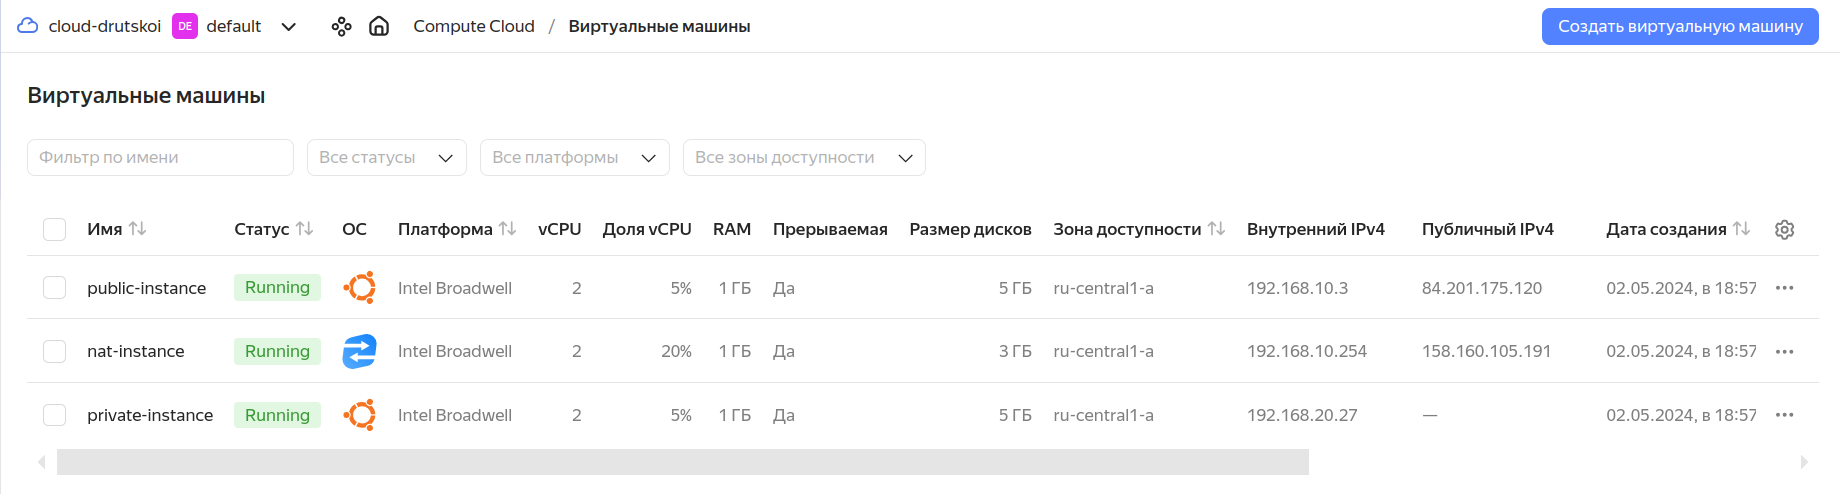 cloud-drutskoi DE default Compute Cloud / Виртуальные машины Создать виртуальную машину
Виртуальные машины
Фильтр по имени Все статусы Все платформы Все зоны доступности
Имя Статус ОС Платформа vCPU Доля vCPU RAM Прерываемая Размер дисков Зона доступности Внутренний IPv4 Публичный IPv4 Дата создания
public-instance Running Intel Broadwell 2 5% 1 ГБ Да 5 ГБ ru-central1-a 192.168.10.3 84.201.175.120 02.05.2024, в 18:57
nat-instance Running Intel Broadwell 2 20% 1 ГБ Да 3 ГБ ru-central1-a 192.168.10.254 158.160.105.191 02.05.2024, в 18:57
private-instance Running Intel Broadwell 2 5% 1 ГБ Да 5 ГБ ru-central1-a 192.168.20.27 — 02.05.2024, в 18:57